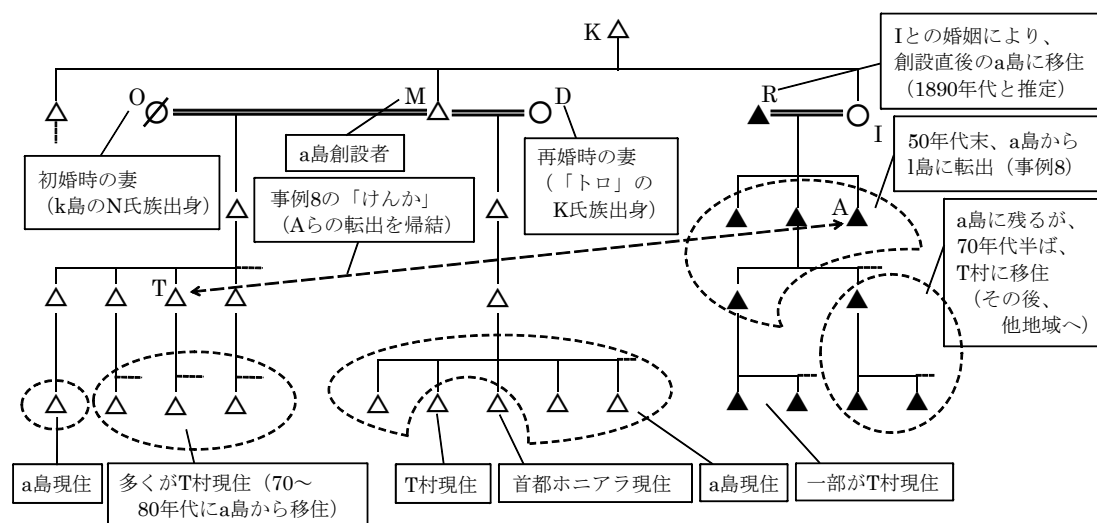 K
Iとの婚姻により、
創設直後のa島に移住
（1890年代と推定）
O
M
D
R
I
a島創設者
初婚時の妻
（k島のN氏族出身）
再婚時の妻
（「トロ」の
K氏族出身）
50年代末、a島から
l島に転出（事例8）
事例8の「けんか」
（Aらの転出を帰結）
A
a島に残るが、
70年代半ば、
T村に移住
（その後、
他地域へ）
T
a島現住
多くがT村現住（70～
80年代にa島から移住）
T村現住
首都ホニアラ現住
a島現住
一部がT村現住